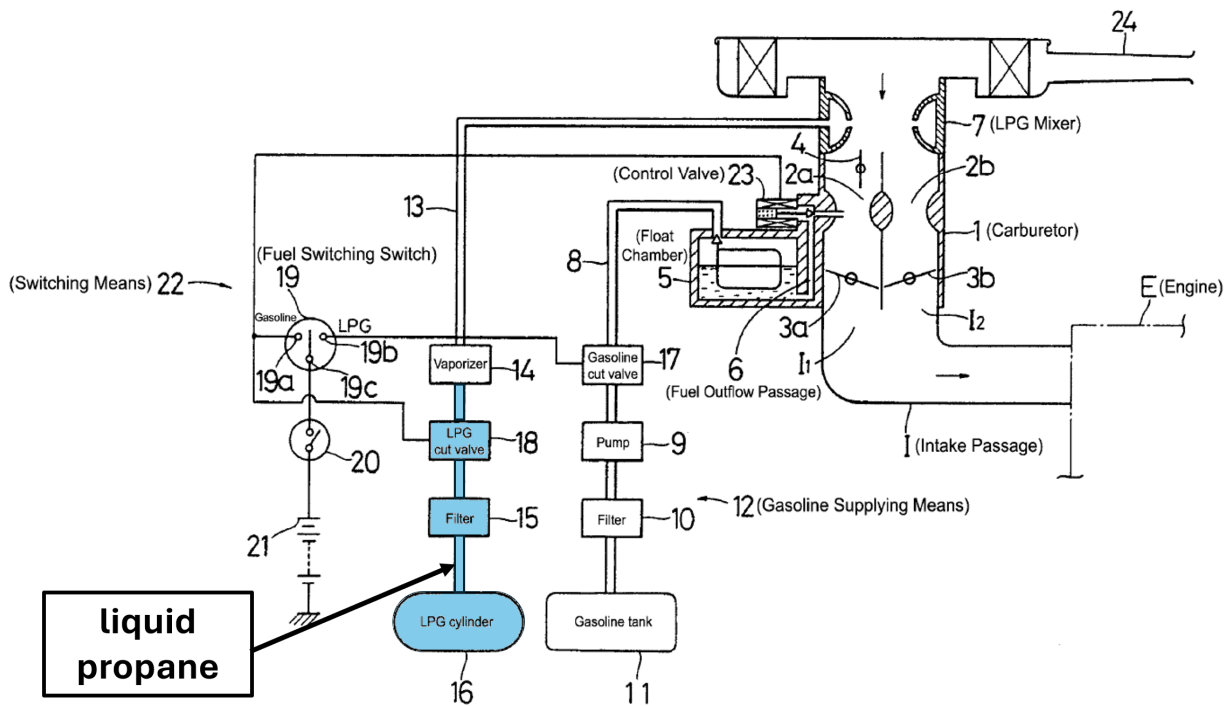 24
7 (LPG Mixer)
4
(Control Valve) 23
2a
2b
13
(Float
Chamber)
1 (Carburetor)
8
(Fuel Switching Switch)
(Switching Means) 22
19
5
3b
E (Engine)
Gasoline
LPG
3a
I2
19b
19a
19c
Vaporizer
14
Gasoline
cut valve
17
6
I1
(Fuel Outflow Passage)
20
LPG
cut valve
18
Pump
9
I (Intake Passage)
21
Filter
15
Filter
10
12 (Gasoline Supplying Means)
liquid
propane
LPG cylinder
Gasoline tank
16
11